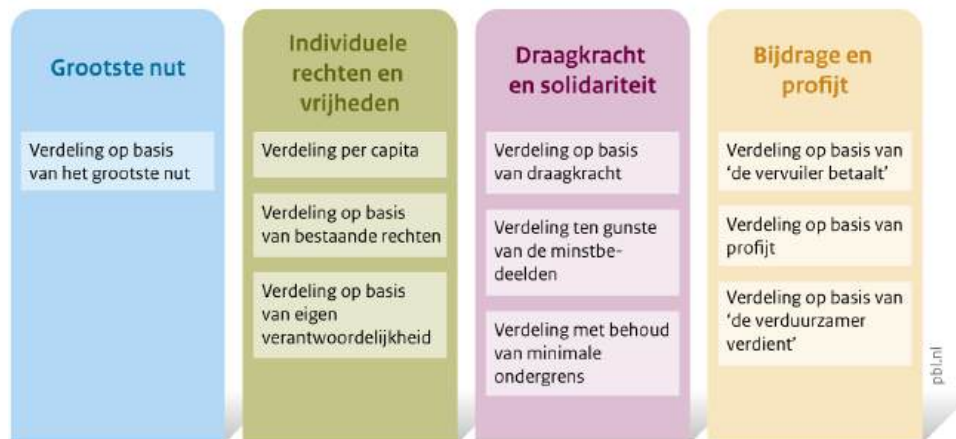 Grootste nut
Verdeling op basis
van het grootste nut
Individuele
rechten en
vrijheden
Verdeling per capita
Verdeling op basis
van bestaande rechten
Verdeling op basis
van eigen
verantwoordelijkheid
Draagkracht
en solidariteit
Verdeling op basis
van draagkracht
Verdeling ten gunste
van de minstbe-
deelden
Verdeling met behoud
van minimale
ondergrens
Bijdrage en
profijt
Verdeling op basis van
‘de vervuiler betaalt’
Verdeling op basis van
profijt
Verdeling op basis van
‘de verduurzamer
verdient’
pbl.nl